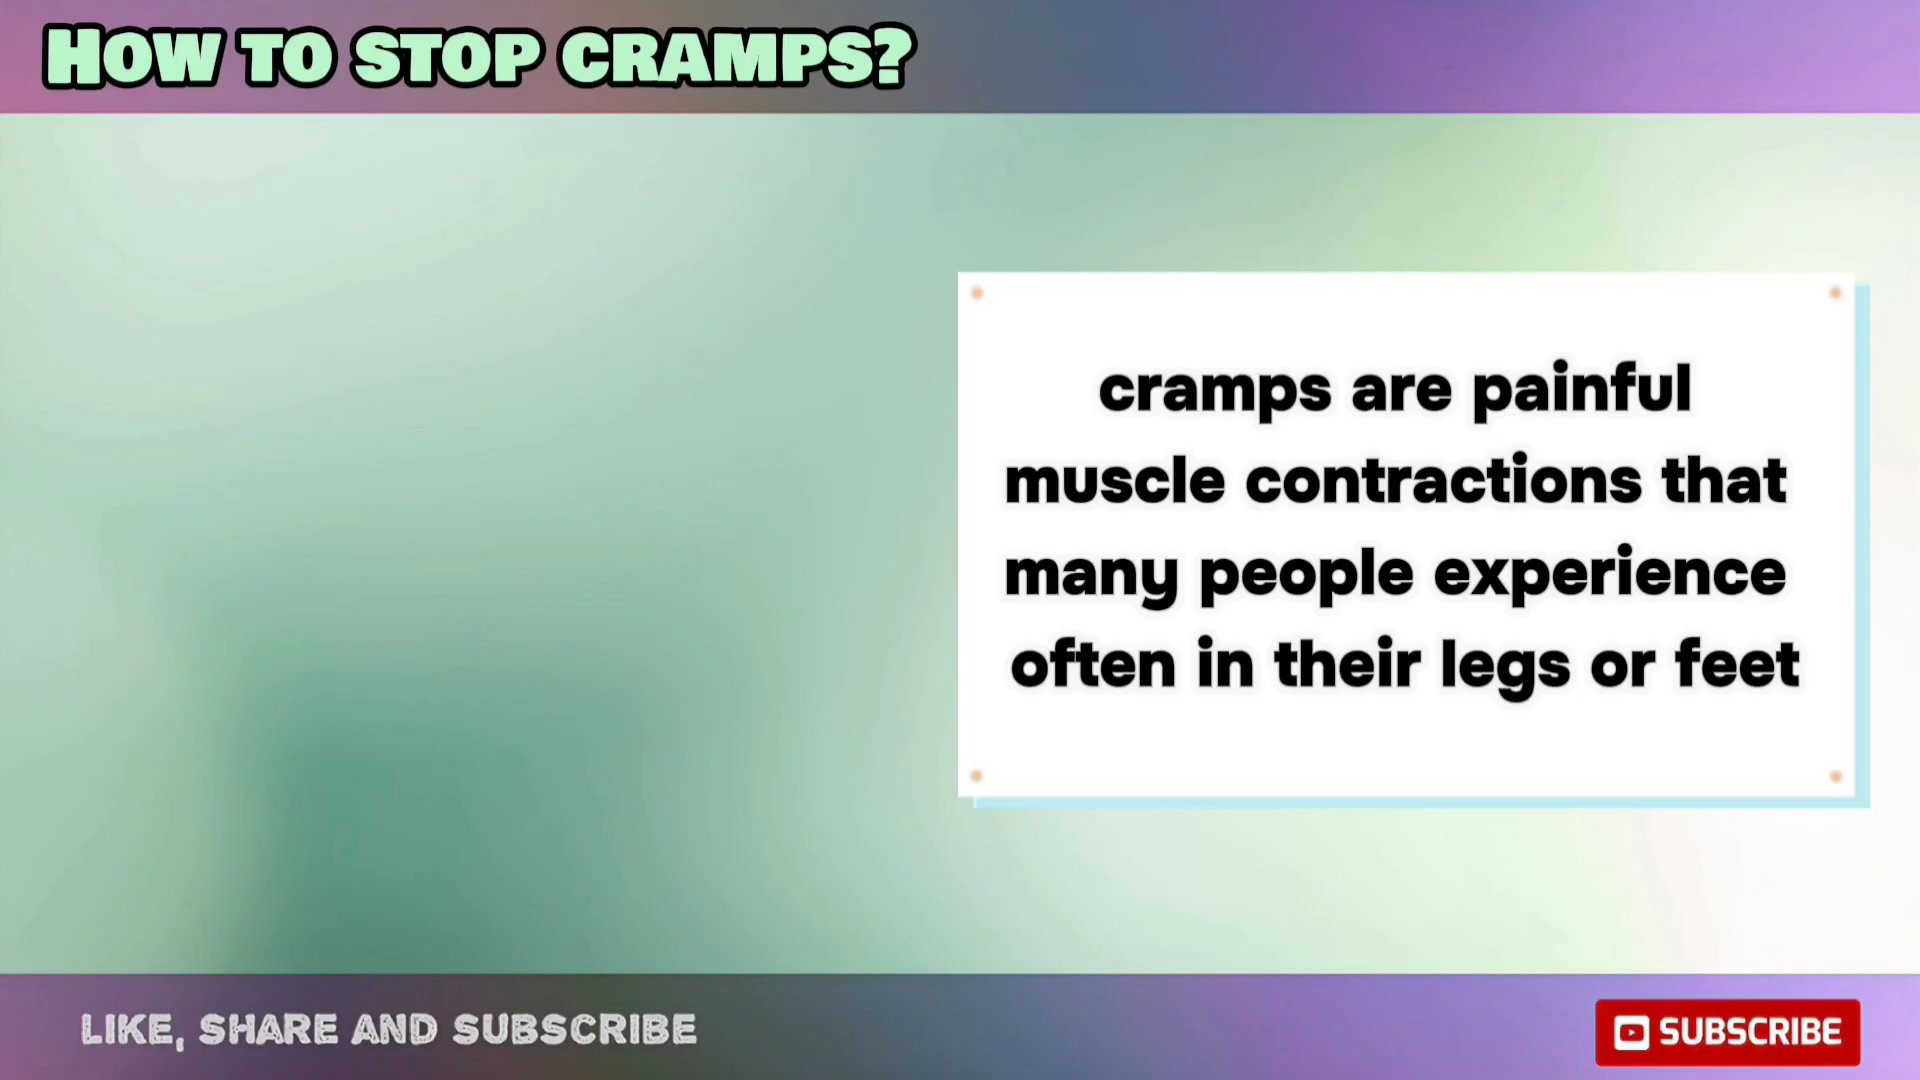 How to stop cramps?
cramps are painful
muscle contractions that
many people experience
often in their legs or feet
LIKE, SHARE AND SUBSCRIBE
SUBSCRIBE